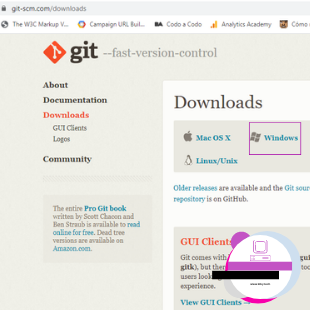 git-scm.com/downloads
The W3C Markup V...
Campaign URL Buil...
BA
Codo a Codo
Analytics Academy
Cómo
git --fast-version-control
About
Documentation
Downloads
GUI Clients
Logos
Community
The entire Pro Git book
written by Scott Chacon and
Ben Straub is available to read
online for free. Dead tree
versions are available on
Amazon.com.
Downloads
Mac OS X
Windows
Linux/Unix
Older releases are available and the Git sour
repository is on GitHub.
GUI Clients
Git comes with
gui
gitk), but ther
too
users look
experience.
View GUI Clients →